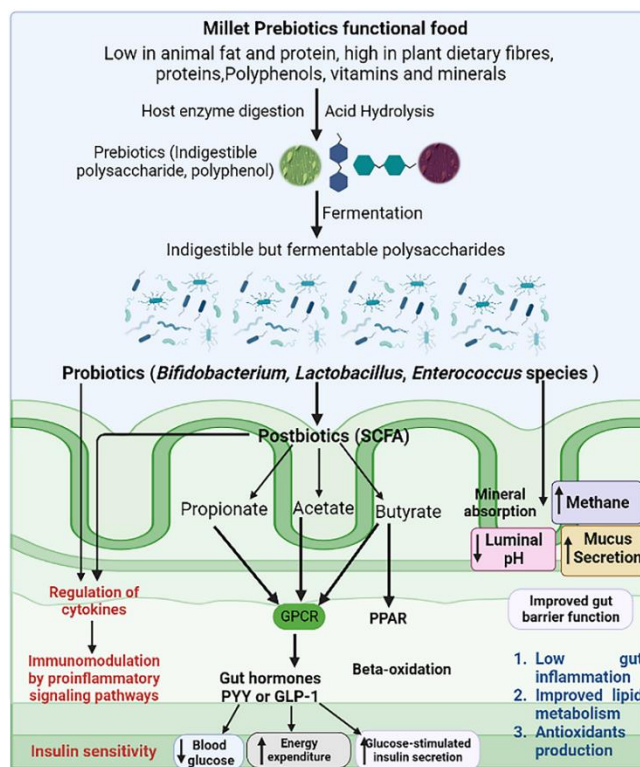 Millet Prebiotics functional food
Low in animal fat and protein, high in plant dietary fibres,
proteins,Polyphenols, vitamins and minerals
Host enzyme digestion
Acid Hydrolysis
Prebiotics (Indigestible
polysaccharide, polyphenol)
Fermentation
Indigestible but fermentable polysaccharides
Probiotics (Bifidobacterium, Lactobacillus, Enterococcus species )
Postbiotics (SCFA)
Propionate
Acetate
Butyrate
Mineral
absorption
Methane
Luminal
pH
Mucus
Secretion
Regulation of
cytokines
GPCR
PPAR
Improved gut
barrier function
Immunomodulation
by proinflammatory
signaling pathways
Gut hormones
PYY or GLP-1
Beta-oxidation
1. Low gut
inflammation
2. Improved lipid
metabolism
3. Antioxidants
production
Insulin sensitivity
Blood
glucose
Energy
expenditure
Glucose-stimulated
insulin secretion